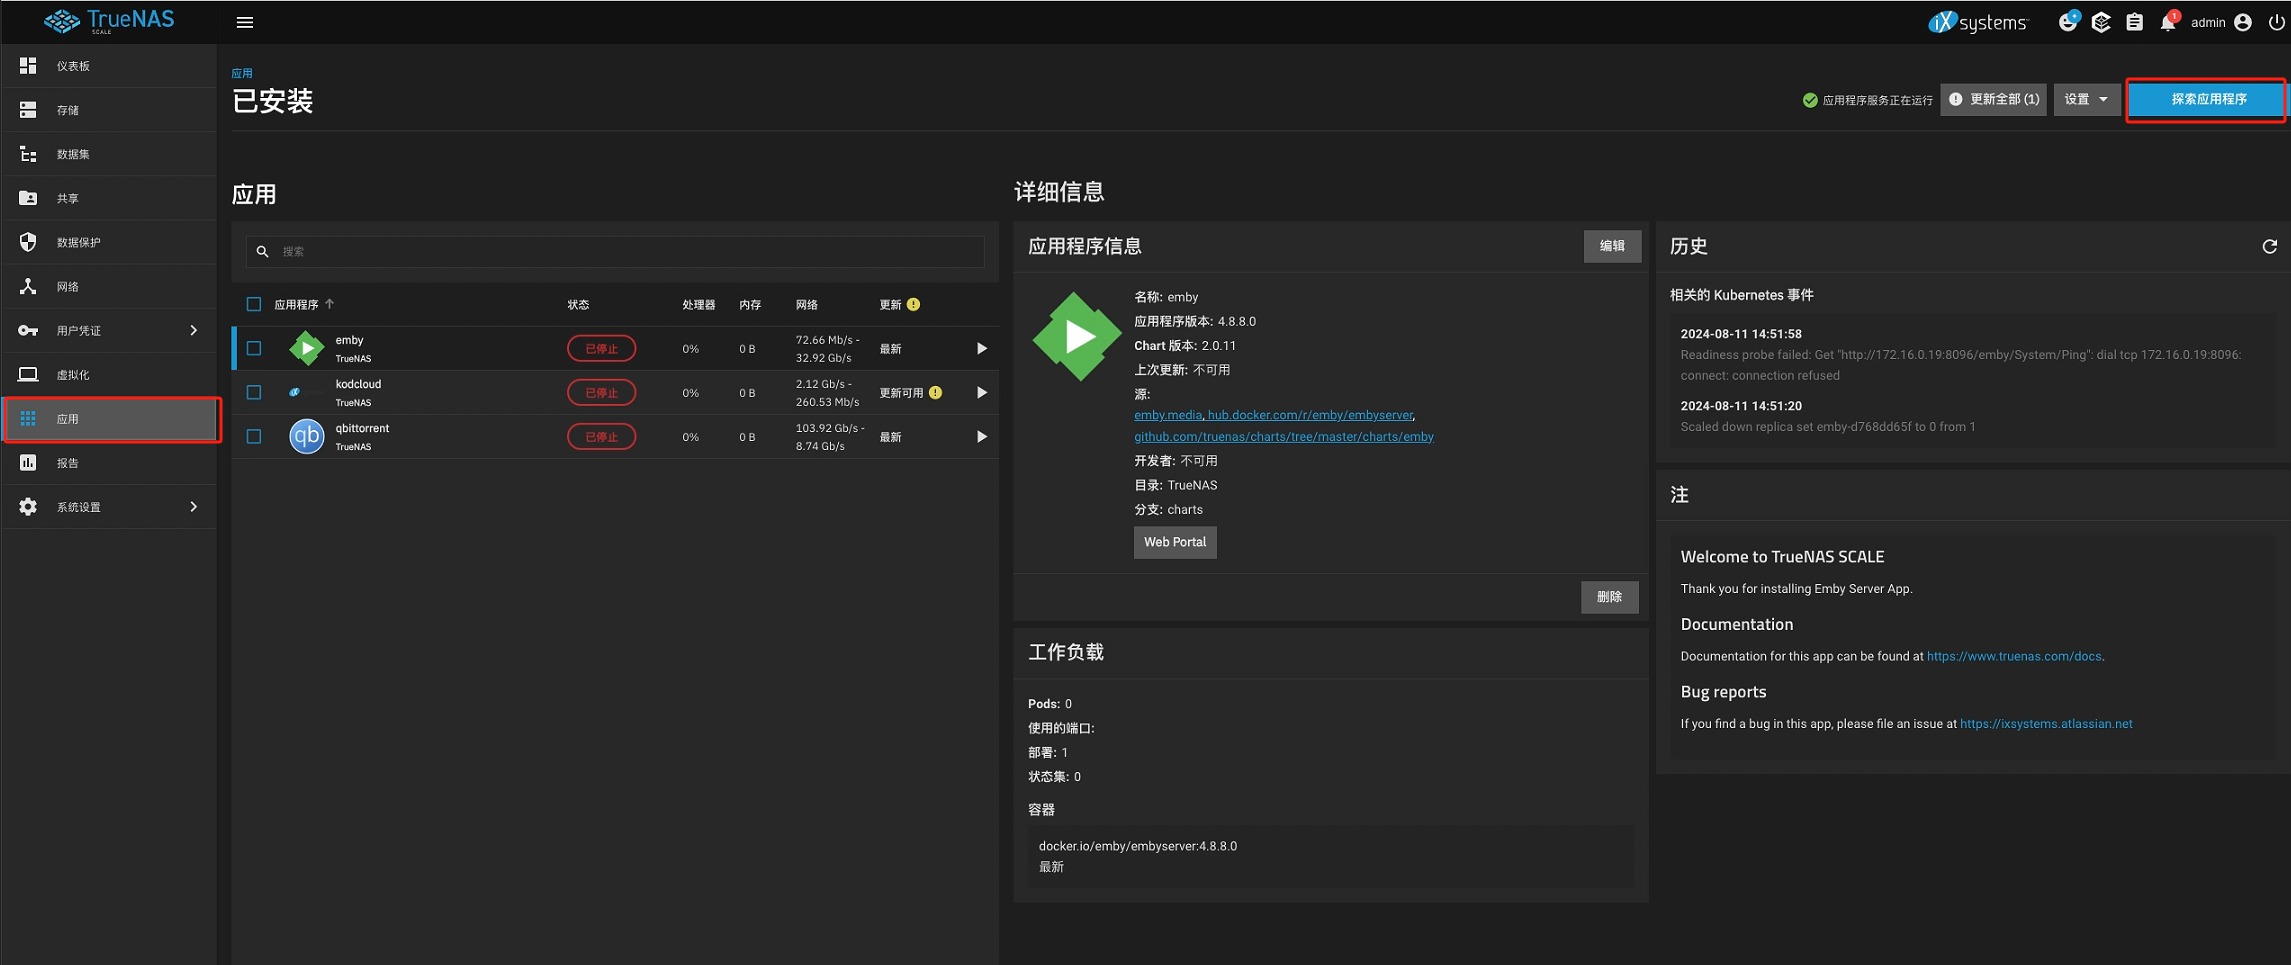 TrueNAS
SCALE
iXsystems
1
admin
仪表板
存储
数据集
共享
数据保护
网络
用户凭证
虚拟化
应用
报告
系统设置
应用
已安装
应用程序服务正在运行
更新全部 (1)
设置
探索应用程序
应用
搜索
应用程序 状态 处理器 内存 网络 更新
emby
TrueNAS
已停止 0% 0 B
72.66 Mb/s -
32.92 Gb/s
最新
kodcloud
TrueNAS
已停止 0% 0 B
2.12 Gb/s -
260.53 Mb/s
更新可用
qb
qbittorrent
TrueNAS
已停止 0% 0 B
103.92 Gb/s -
8.74 Gb/s
最新
详细信息
应用程序信息
编辑
名称: emby
应用程序版本: 4.8.8.0
Chart 版本: 2.0.11
上次更新: 不可用
源:
emby.media, hub.docker.com/r/emby/embyserver,
github.com/truenas/charts/tree/master/charts/emby
开发者: 不可用
目录: TrueNAS
分支: charts
Web Portal
删除
工作负载
Pods: 0
使用的端口:
部署: 1
状态集: 0
容器
docker.io/emby/embyserver:4.8.8.0
最新
历史
相关的 Kubernetes 事件
2024-08-11 14:51:58
Readiness probe failed: Get "http://172.16.0.19:8096/emby/System/Ping": dial tcp 172.16.0.19:8096:
connect: connection refused
2024-08-11 14:51:20
Scaled down replica set emby-d768dd65f to 0 from 1
注
Welcome to TrueNAS SCALE
Thank you for installing Emby Server App.
Documentation
Documentation for this app can be found at https://www.truenas.com/docs.
Bug reports
If you find a bug in this app, please file an issue at https://ixsystems.atlassian.net